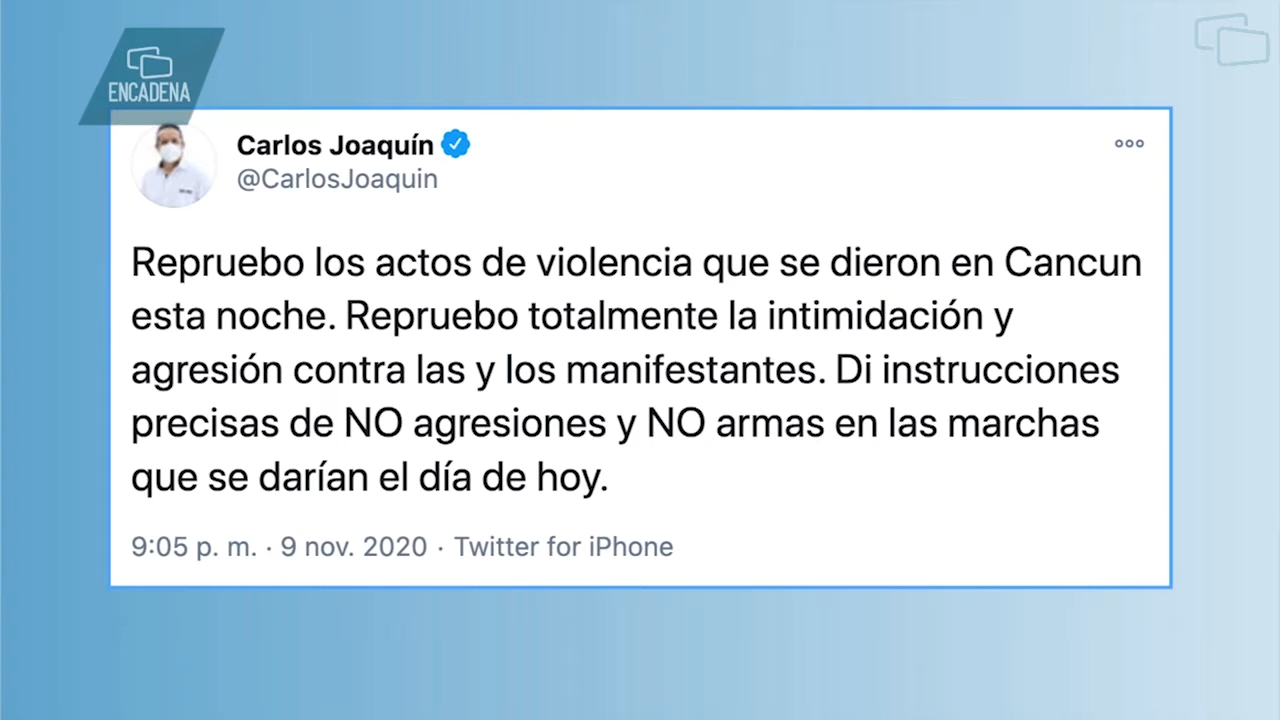 ENCADENA
Carlos Joaquín
@CarlosJoaquin
Repruebo los actos de violencia que se dieron en Cancun
esta noche. Repruebo totalmente la intimidación y
agresión contra las y los manifestantes. Di instrucciones
precisas de NO agresiones y NO armas en las marchas
que se darían el día de hoy.
9:05 p. m. · 9 nov. 2020 · Twitter for iPhone